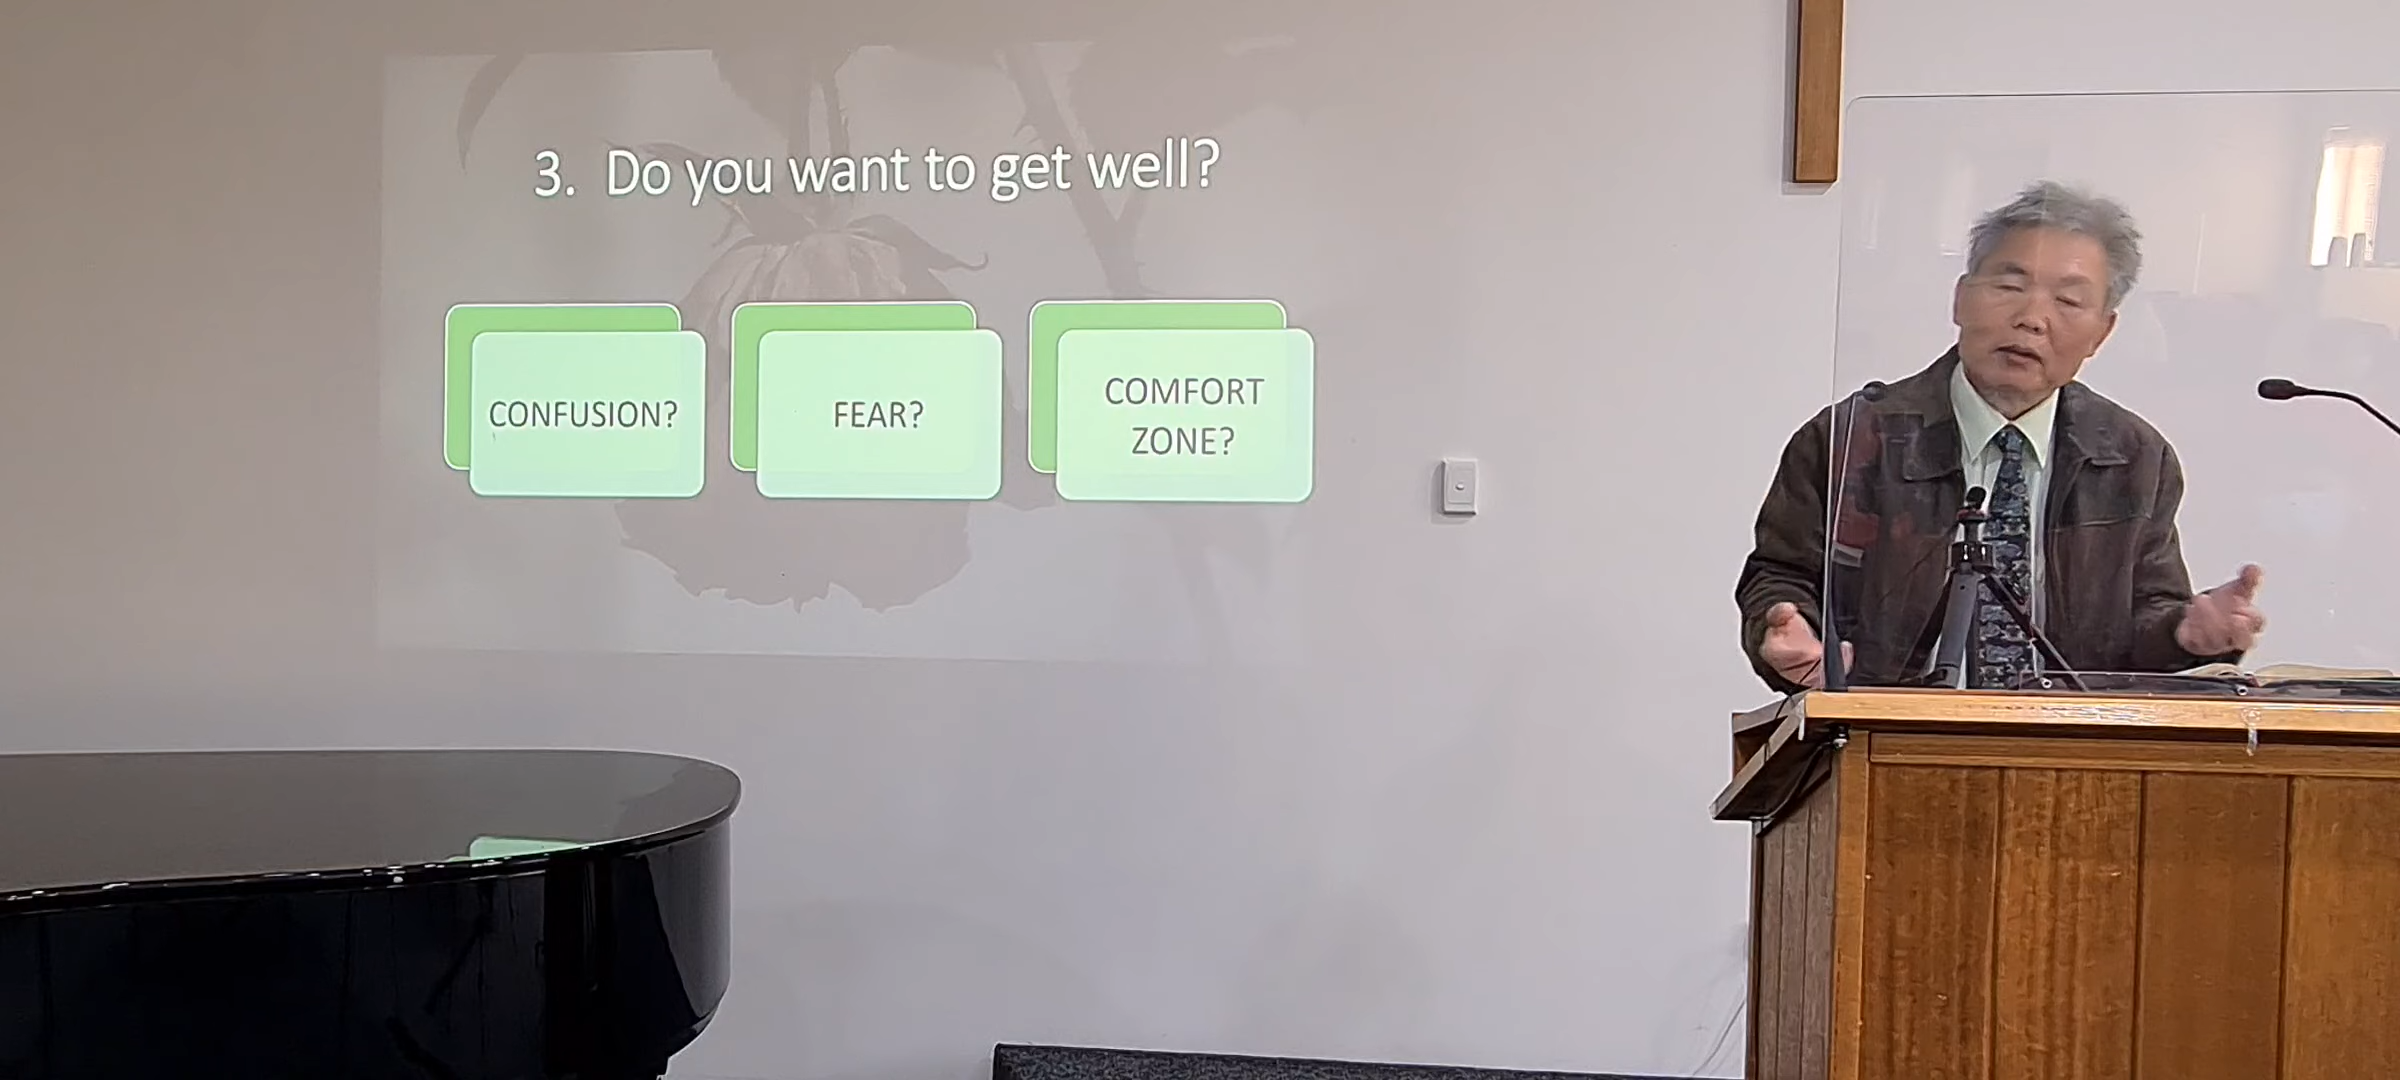 3. Do you want to get well?
CONFUSION?
FEAR?
COMFORT
ZONE?